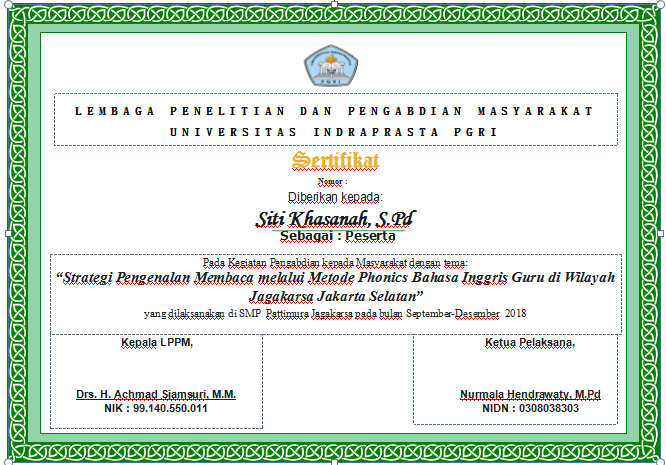 PGRI
LEMBAGA PENELITIAN DAN PENGABDIAN MASYARAKAT
UNIVERSITAS INDRAPRASTA PGRI
Sertifikat
Nomor :
Diberikan kepada:
Siti Khasanah, S.Pd
Sebagai : Peserta
Pada Kegiatan Pengabdian kepada Masyarakat dengan tema:
“Strategi Pengenalan Membaca melalui Metode Phonics Bahasa Inggris Guru di Wilayah
Jagakarsa Jakarta Selatan”
yang dilaksanakan di SMP Pattimura Jagakarsa pada bulan September-Desember 2018
Kepala LPPM,
Drs. H. Achmad Sjamsuri, M.M.
NIK : 99.140.550.011
Ketua Pelaksana,
Nurmala Hendrawaty, M.Pd
NIDN : 0308038303